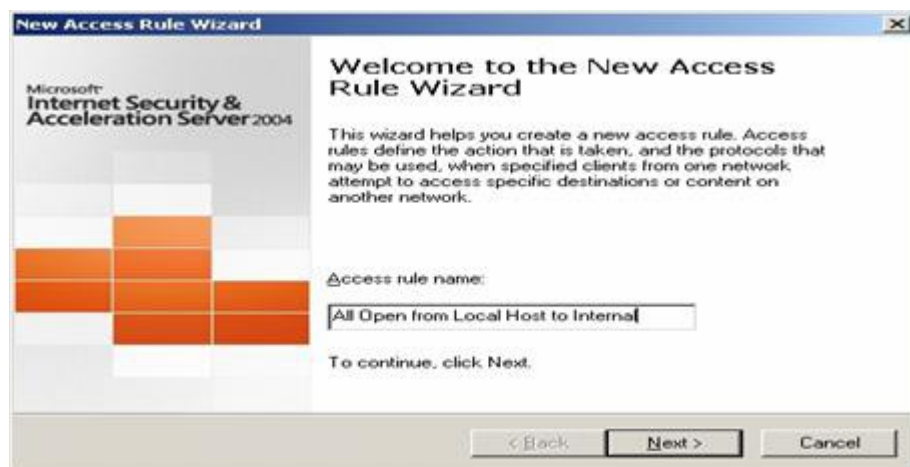 New Access Rule Wizard
Microsoft
Internet Security &
Acceleration Server 2004
Welcome to the New Access
Rule Wizard
This wizard helps you create a new access rule. Access
rules define the action that is taken, and the protocols that
may be used, when specified clients from one network
attempt to access specific destinations or content on
another network.
Access rule name:
All Open from Local Host to Internal
To continue, click Next.
< Back
Next >
Cancel